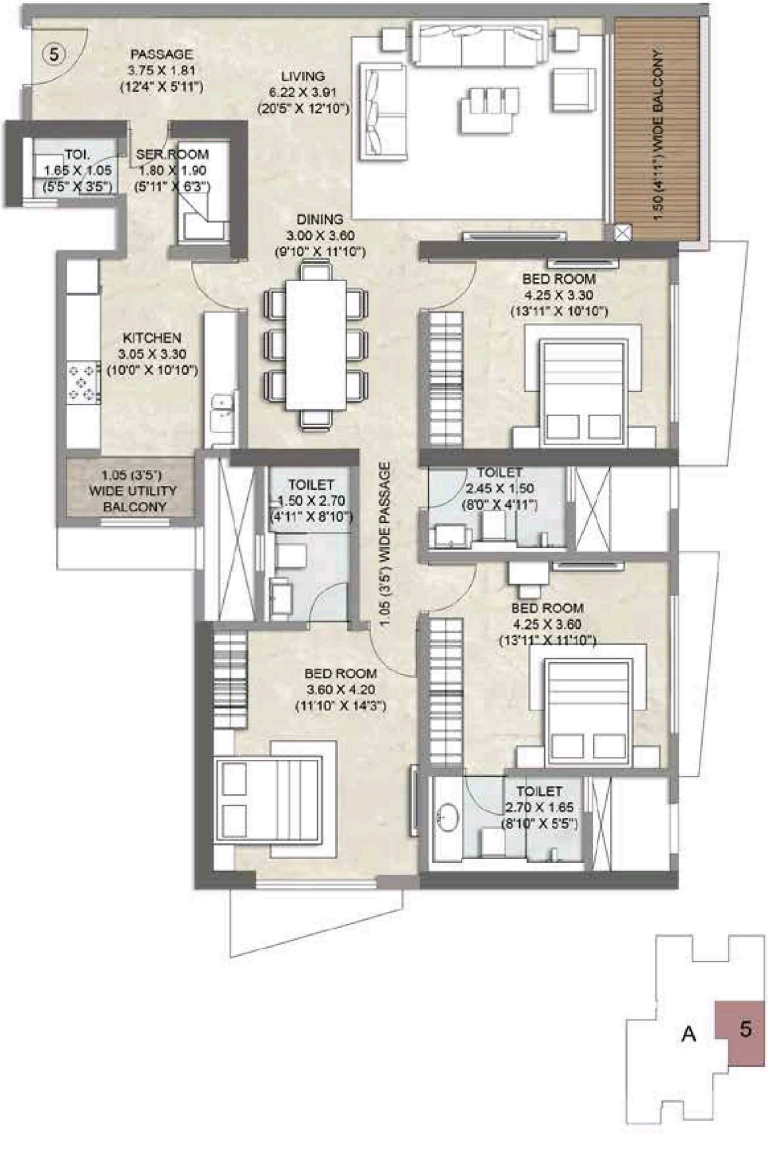 5
PASSAGE
3.75 X 1.81
(12'4" X 5'11")
LIVING
6.22 X 3.91
(20'5" X 12'10")
1.50 (4'11") WIDE BALCONY
TOI.
1.65 X 1.05
(5'5" X 3'5")
SER.ROOM
1.80 X 1.90
(5'11" X 6'3")
DINING
3.00 X 3.60
(9'10" X 11'10")
BED ROOM
4.25 X 3.30
(13'11" X 10'10")
KITCHEN
3.05 X 3.30
(10'0" X 10'10")
1.05 (3'5")
WIDE UTILITY
BALCONY
TOILET
1.50 X 2.70
(4'11" X 8'10")
1.05 (3'5") WIDE PASSAGE
TOILET
2.45 X 1.50
(8'0" X 4'11")
BED ROOM
4.25 X 3.60
(13'11" X 11'10")
BED ROOM
3.60 X 4.20
(11'10" X 14'3")
TOILET
2.70 X 1.65
(8'10" X 5'5")
A
5